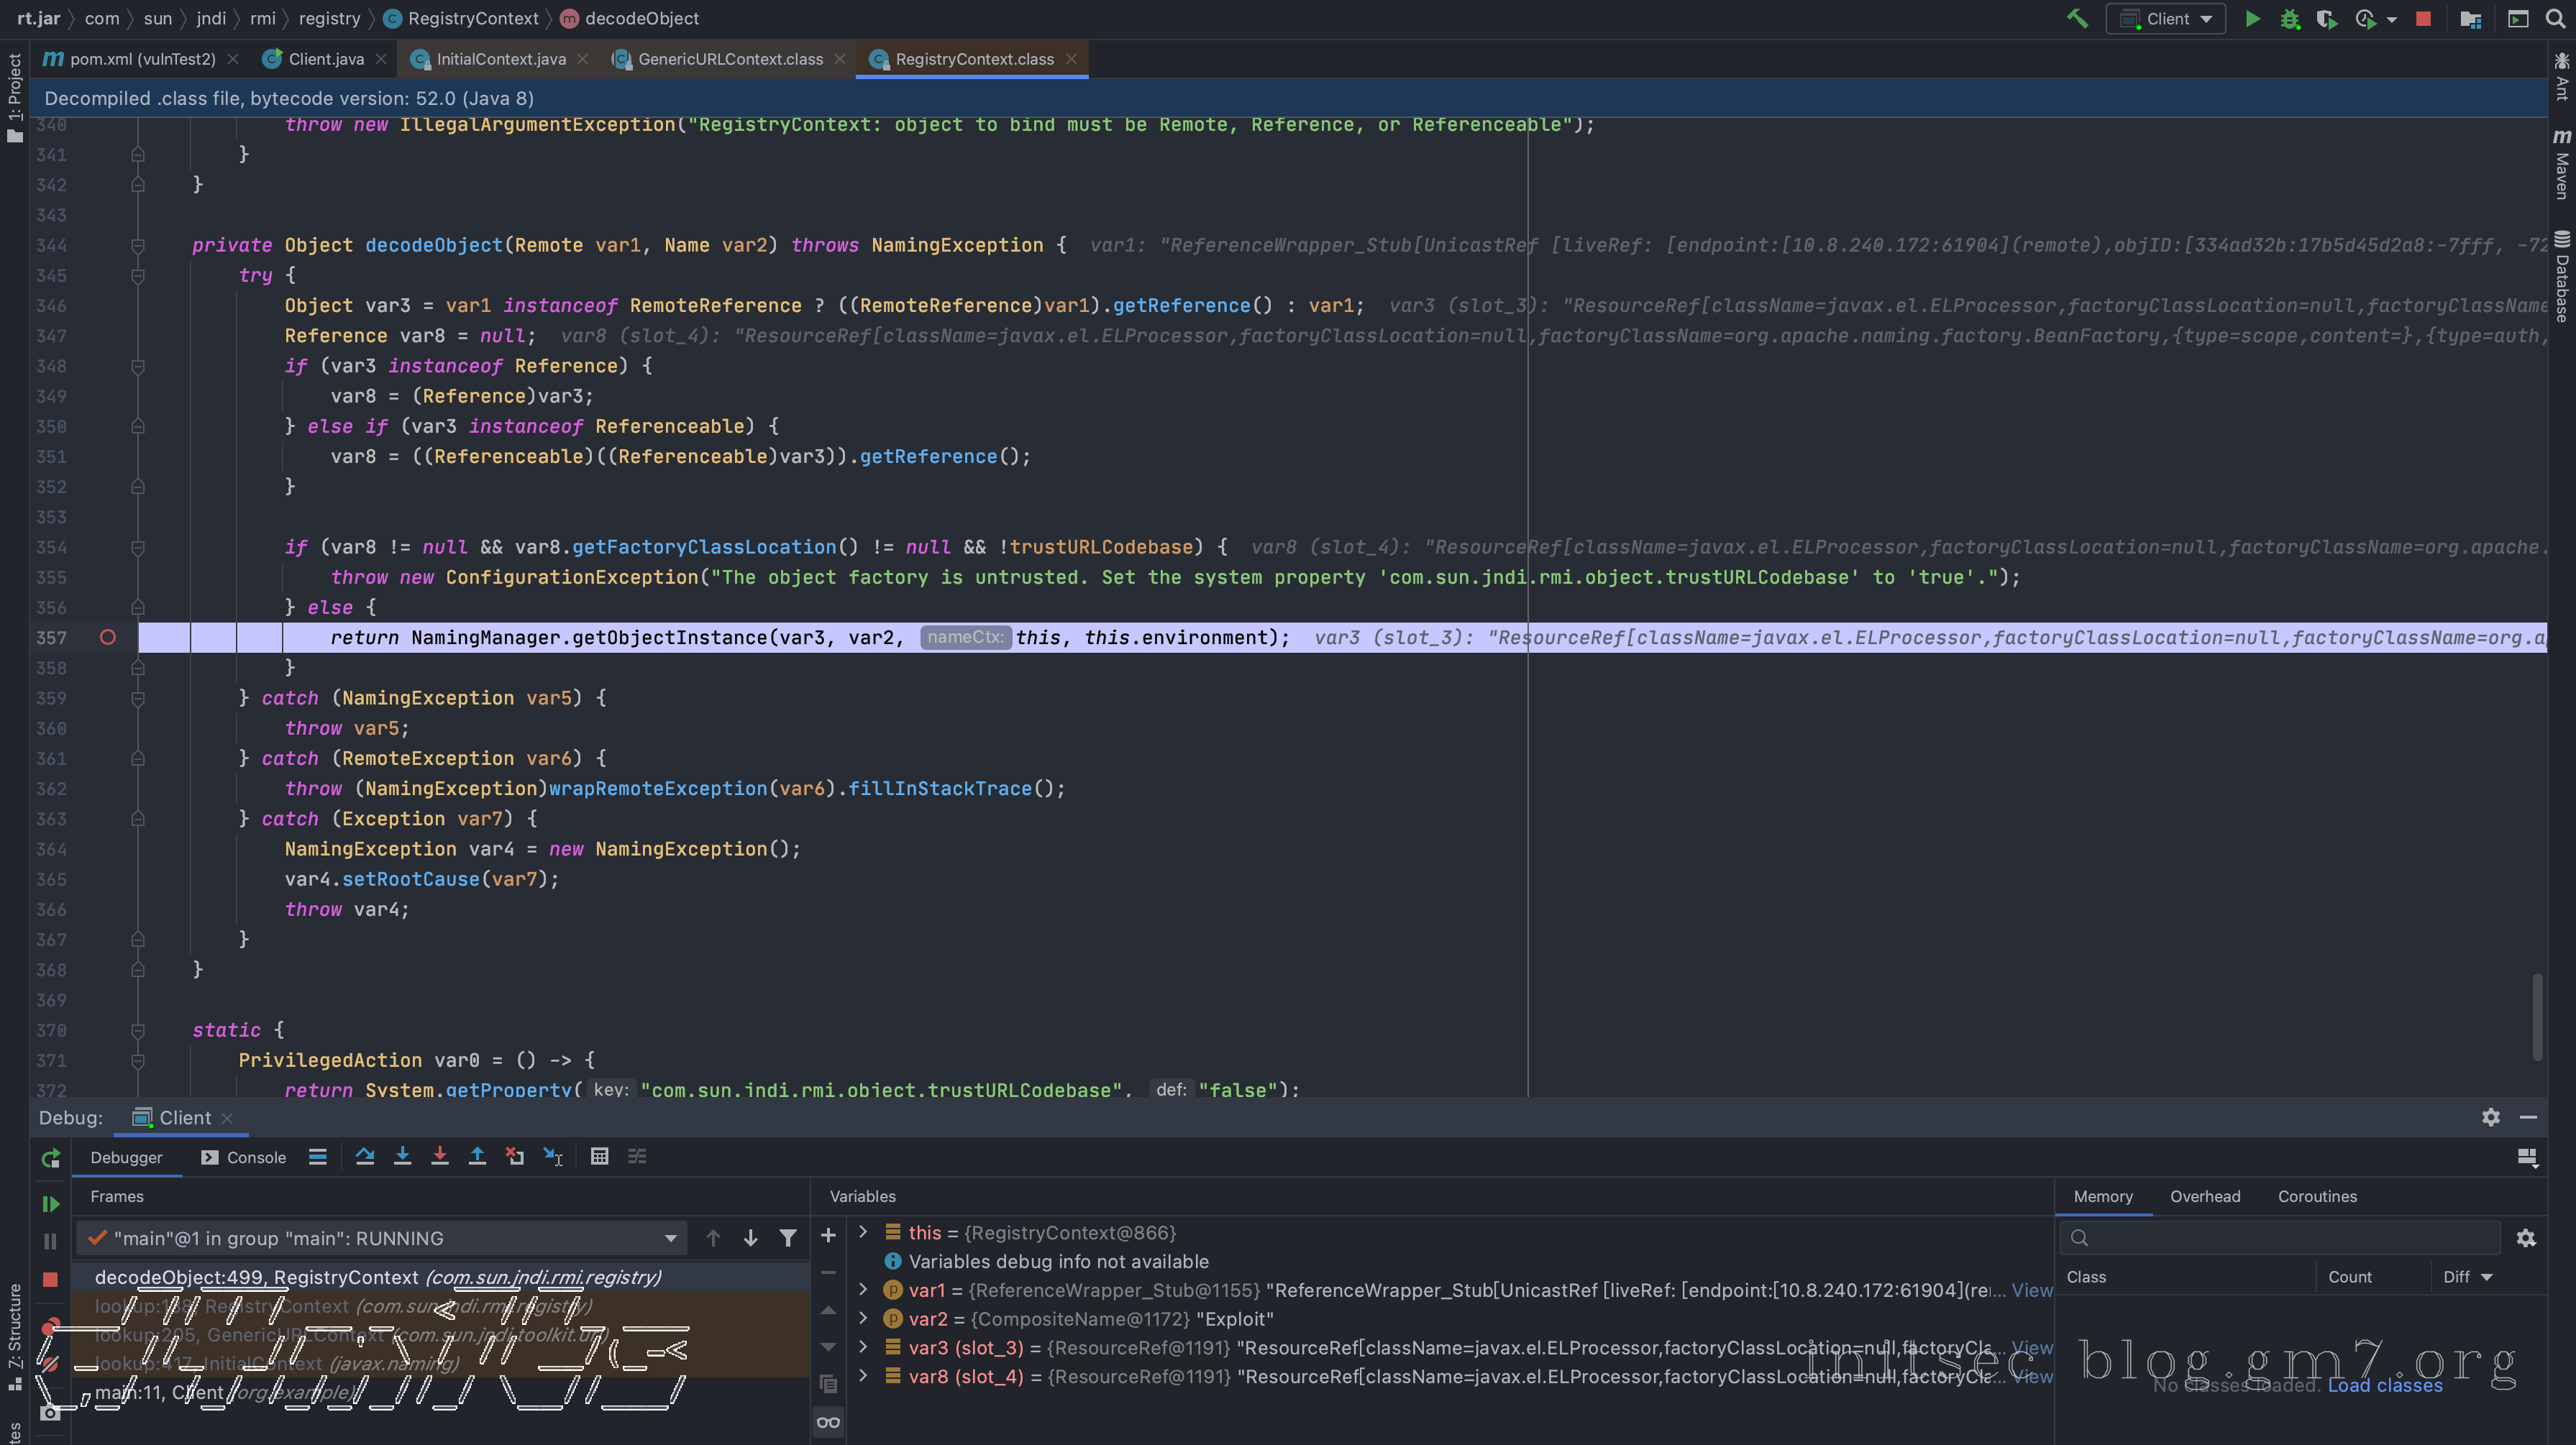 rt.jar com sun jndi rmi registry RegistryContext decodeObject Client
pom.xml (vulnTest2) Client.java InitialContext.java GenericURLContext.class RegistryContext.class
Decompiled .class file, bytecode version: 52.0 (Java 8)
340 throw new IllegalArgumentException("RegistryContext: object to bind must be Remote, Reference, or Referenceable");
341 }
342 }
343
344 private Object decodeObject(Remote var1, Name var2) throws NamingException { var1: "ReferenceWrapper_Stub[UnicastRef [liveRef: [endpoint:[10.8.240.172:61904](remote),objID:[334ad32b:17b5d45d2a8:-7fff, -72
345 try {
346 Object var3 = var1 instanceof RemoteReference ? ((RemoteReference)var1).getReference() : var1; var3 (slot_3): "ResourceRef[className=javax.el.ELProcessor,factoryClassLocation=null,factoryClassName
347 Reference var8 = null; var8 (slot_4): "ResourceRef[className=javax.el.ELProcessor,factoryClassLocation=null,factoryClassName=org.apache.naming.factory.BeanFactory,{type=scope,content=},{type=auth,
348 if (var3 instanceof Reference) {
349 var8 = (Reference)var3;
350 } else if (var3 instanceof Referenceable) {
351 var8 = ((Referenceable)((Referenceable)var3)).getReference();
352 }
353
354 if (var8 != null && var8.getFactoryClassLocation() != null && !trustURLCodebase) { var8 (slot_4): "ResourceRef[className=javax.el.ELProcessor,factoryClassLocation=null,factoryClassName=org.apache.
355 throw new ConfigurationException("The object factory is untrusted. Set the system property 'com.sun.jndi.rmi.object.trustURLCodebase' to 'true'.");
356 } else {
357 return NamingManager.getObjectInstance(var3, var2, nameCtx: this, this.environment); var3 (slot_3): "ResourceRef[className=javax.el.ELProcessor,factoryClassLocation=null,factoryClassName=org.a
358 }
359 } catch (NamingException var5) {
360 throw var5;
361 } catch (RemoteException var6) {
362 throw (NamingException)wrapRemoteException(var6).fillInStackTrace();
363 } catch (Exception var7) {
364 NamingException var4 = new NamingException();
365 var4.setRootCause(var7);
366 throw var4;
367 }
368 }
369
370 static {
371 PrivilegedAction var0 = () -> {
372 return System.getProperty( key: "com.sun.jndi.rmi.object.trustURLCodebase", def: "false");
1: Project
7: Structure
Ant
Maven
Database
Debug: Client
Debugger Console
Frames Variables Memory Overhead Coroutines
"main"@1 in group "main": RUNNING
decodeObject:499, RegistryContext (com.sun.jndi.rmi.registry)
lookup:138, RegistryContext (com.sun.jndi.rmi.registry)
lookup:205, GenericURLContext (com.sun.jndi.toolkit.url)
lookup:417, InitialContext (javax.naming)
main:11, Client (org.example)
this = {RegistryContext@866}
Variables debug info not available
var1 = {ReferenceWrapper_Stub@1155} "ReferenceWrapper_Stub[UnicastRef [liveRef: [endpoint:[10.8.240.172:61904](re... View
var2 = {CompositeName@1172} "Exploit"
var3 (slot_3) = {ResourceRef@1191} "ResourceRef[className=javax.el.ELProcessor,factoryClassLocation=null,factoryCla... View
var8 (slot_4) = {ResourceRef@1191} "ResourceRef[className=javax.el.ELProcessor,factoryClassLocation=null,factoryCla... View
Class Count Diff
No classes loaded. Load classes
initsec blog.gm7.org